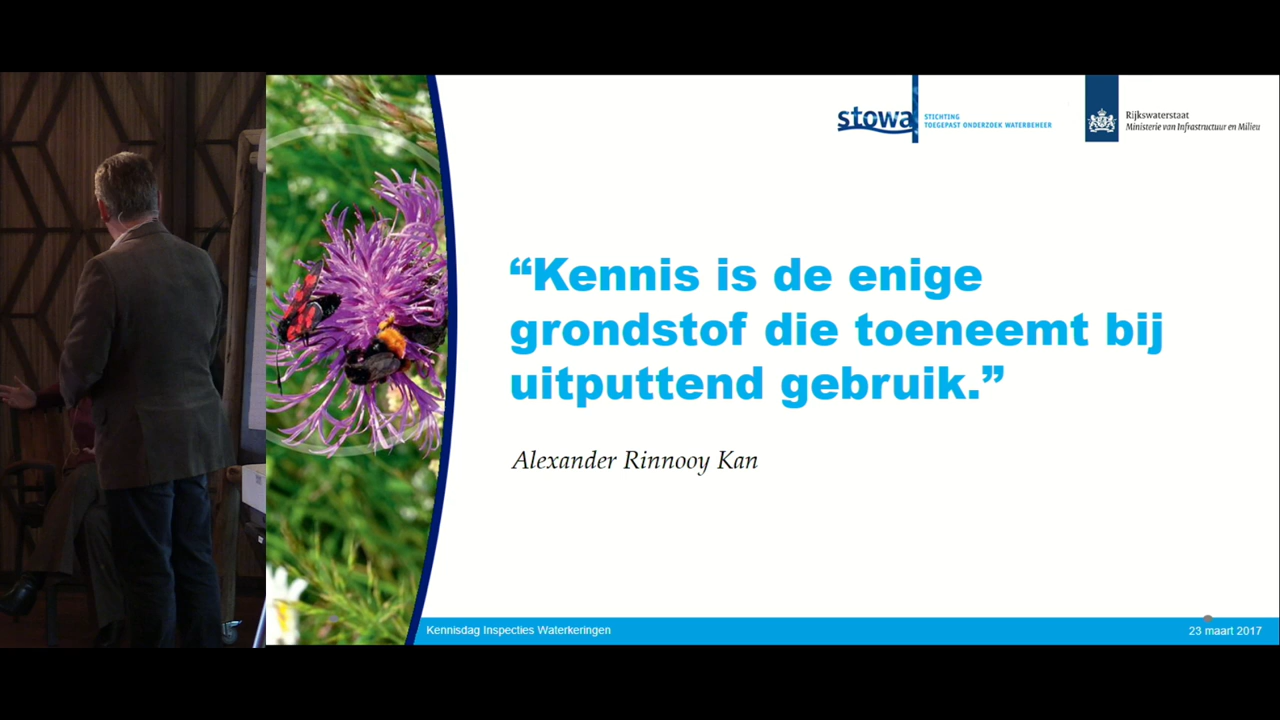 stowa
STICHTING
TOEGEPAST ONDERZOEK WATERBEHEER
Rijkswaterstaat
Ministerie van Infrastructuur en Milieu
“Kennis is de enige
grondstof die toeneemt bij
uitputtend gebruik.”
Alexander Rinnooy Kan
Kennisdag Inspecties Waterkeringen
23 maart 2017